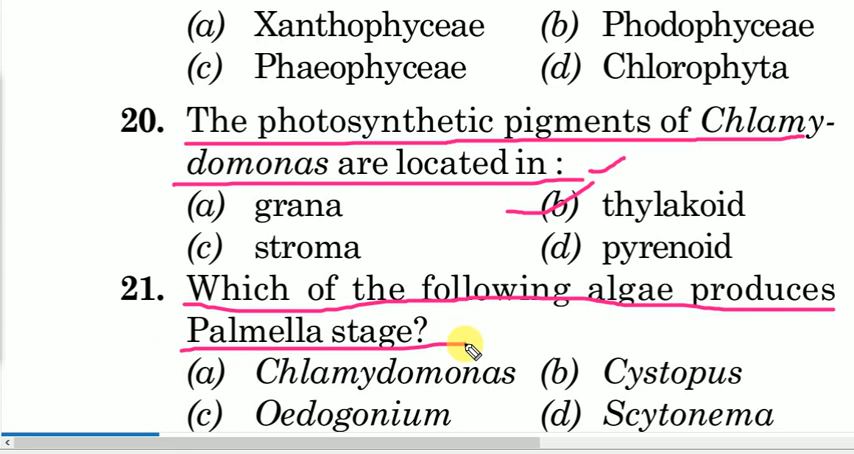 (a) Xanthophyceae (b) Phodophyceae
(c) Phaeophyceae (d) Chlorophyta
20. The photosynthetic pigments of Chlamy-
domonas are located in :
(a) grana (b) thylakoid
(c) stroma (d) pyrenoid
21. Which of the following algae produces
Palmella stage?
(a) Chlamydomonas (b) Cystopus
(c) Oedogonium (d) Scytonema